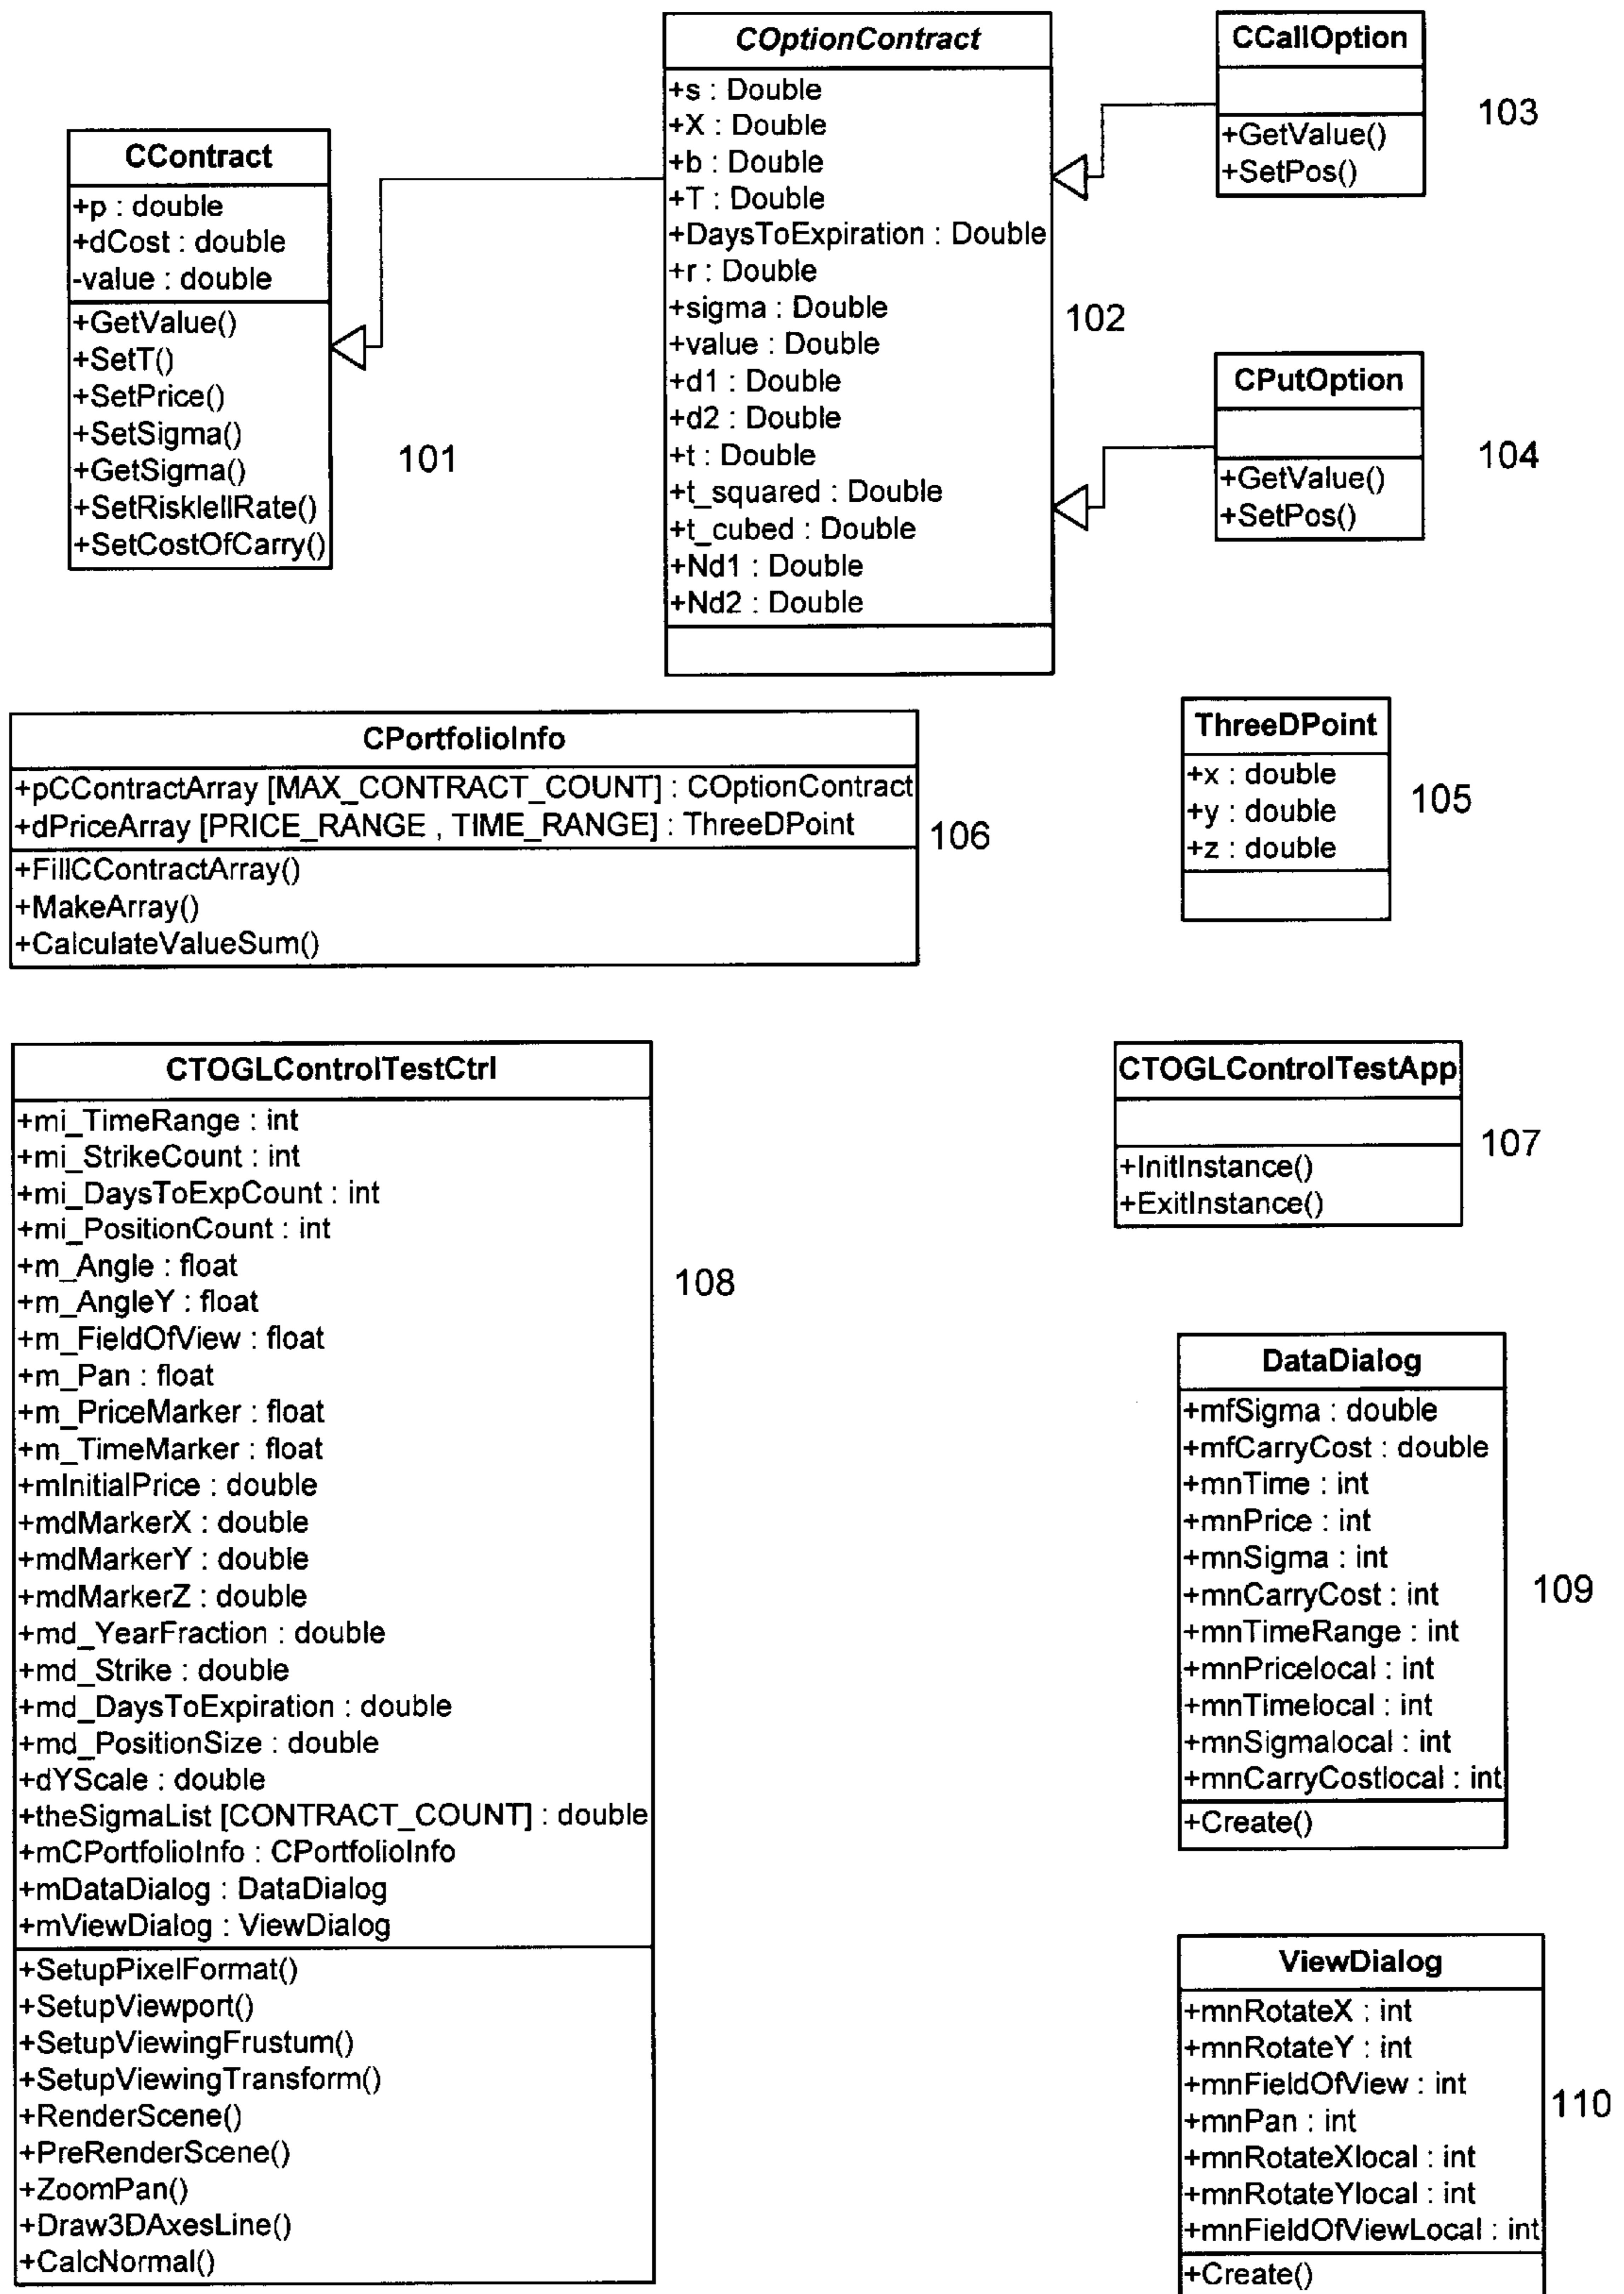 CContract
+p : double
+dCost : double
-value : double
+GetValue()
+SetT()
+SetPrice()
+SetSigma()
+GetSigma()
+SetRisklellRate()
+SetCostOfCarry()
101
COptionContract
+s : Double
+X : Double
+b : Double
+T : Double
+DaysToExpiration : Double
+r : Double
+sigma : Double
+value : Double
+d1 : Double
+d2 : Double
+t : Double
+t_squared : Double
+t_cubed : Double
+Nd1 : Double
+Nd2 : Double
102
CCallOption
+GetValue()
+SetPos()
103
CPutOption
+GetValue()
+SetPos()
104
CPortfolioInfo
+pCContractArray [MAX_CONTRACT_COUNT] : COptionContract
+dPriceArray [PRICE_RANGE , TIME_RANGE] : ThreeDPoint
+FillCContractArray()
+MakeArray()
+CalculateValueSum()
106
ThreeDPoint
+x : double
+y : double
+z : double
105
CTOGLControlTestCtrl
+mi_TimeRange : int
+mi_StrikeCount : int
+mi_DaysToExpCount : int
+mi_PositionCount : int
+m_Angle : float
+m_AngleY : float
+m_FieldOfView : float
+m_Pan : float
+m_PriceMarker : float
+m_TimeMarker : float
+mInitialPrice : double
+mdMarkerX : double
+mdMarkerY : double
+mdMarkerZ : double
+md_YearFraction : double
+md_Strike : double
+md_DaysToExpiration : double
+md_PositionSize : double
+dYScale : double
+theSigmaList [CONTRACT_COUNT] : double
+mCPortfolioInfo : CPortfolioInfo
+mDataDialog : DataDialog
+mViewDialog : ViewDialog
+SetupPixelFormat()
+SetupViewport()
+SetupViewingFrustum()
+SetupViewingTransform()
+RenderScene()
+PreRenderScene()
+ZoomPan()
+Draw3DAxesLine()
+CalcNormal()
108
CTOGLControlTestApp
+InitInstance()
+ExitInstance()
107
DataDialog
+mfSigma : double
+mfCarryCost : double
+mnTime : int
+mnPrice : int
+mnSigma : int
+mnCarryCost : int
+mnTimeRange : int
+mnPricelocal : int
+mnTimelocal : int
+mnSigmalocal : int
+mnCarryCostlocal : int
+Create()
109
ViewDialog
+mnRotateX : int
+mnRotateY : int
+mnFieldOfView : int
+mnPan : int
+mnRotateXlocal : int
+mnRotateYlocal : int
+mnFieldOfViewLocal : int
+Create()
110